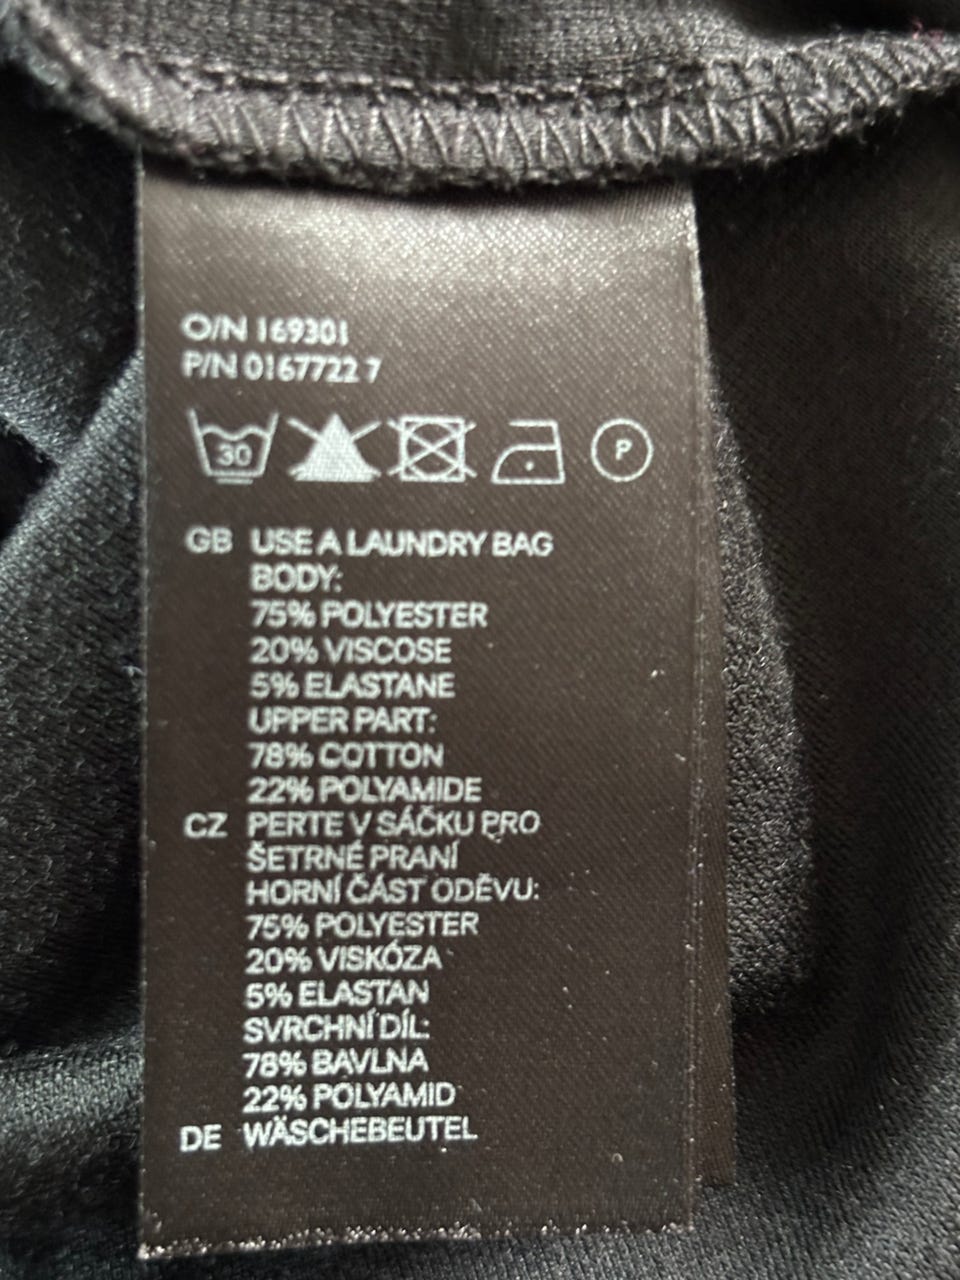 O/N 169301
P/N 0167722 7
30 P
GB USE A LAUNDRY BAG
BODY:
75% POLYESTER
20% VISCOSE
5% ELASTANE
UPPER PART:
78% COTTON
22% POLYAMIDE
CZ PERTE V SÁČKU PRO
ŠETRNÉ PRANÍ
HORNÍ ČÁST ODĚVU:
75% POLYESTER
20% VISKÓZA
5% ELASTAN
SVRCHNÍ DÍL:
78% BAVLNA
22% POLYAMID
DE WÄSCHEBEUTEL